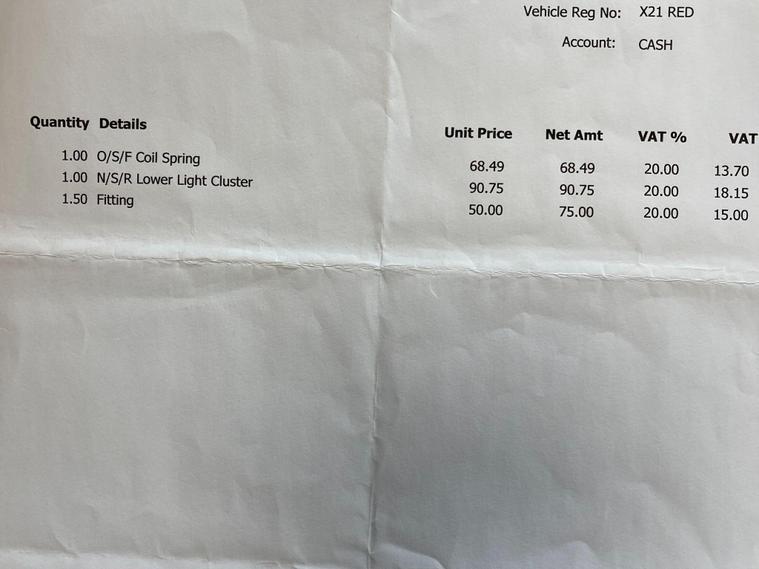 Vehicle Reg No: X21 RED
Account: CASH
Quantity Details Unit Price Net Amt VAT % VAT
1.00 O/S/F Coil Spring 68.49 68.49 20.00 13.70
1.00 N/S/R Lower Light Cluster 90.75 90.75 20.00 18.15
1.50 Fitting 50.00 75.00 20.00 15.00